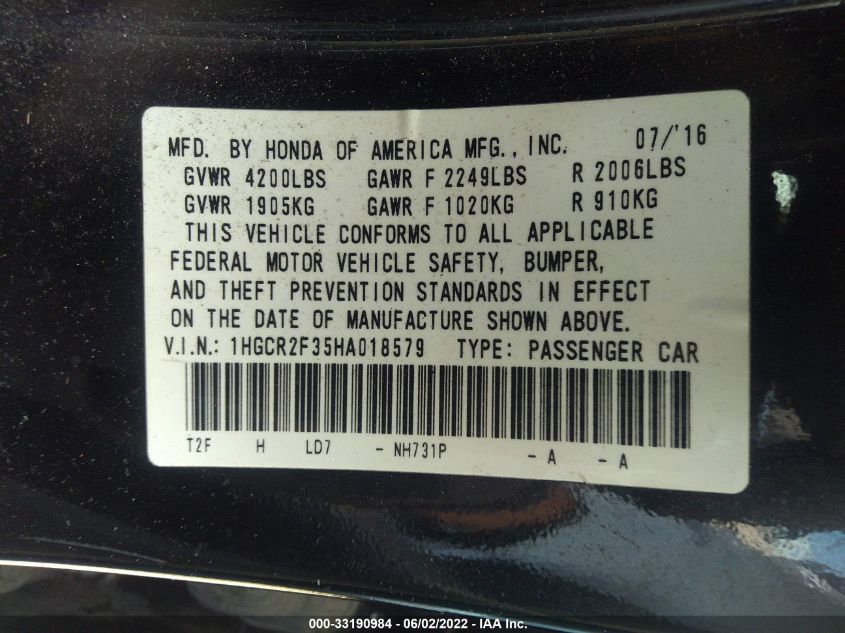 MFD. BY HONDA OF AMERICA MFG., INC. 07/'16
GVWR 4200LBS GAWR F 2249LBS R 2006LBS
GVWR 1905KG GAWR F 1020KG R 910KG
THIS VEHICLE CONFORMS TO ALL APPLICABLE
FEDERAL MOTOR VEHICLE SAFETY, BUMPER,
AND THEFT PREVENTION STANDARDS IN EFFECT
ON THE DATE OF MANUFACTURE SHOWN ABOVE.
V.I.N.: 1HGCR2F35HA018579 TYPE: PASSENGER CAR
T2F H LD7 - NH731P - A - A
000-33190984 - 06/02/2022 - IAA Inc.